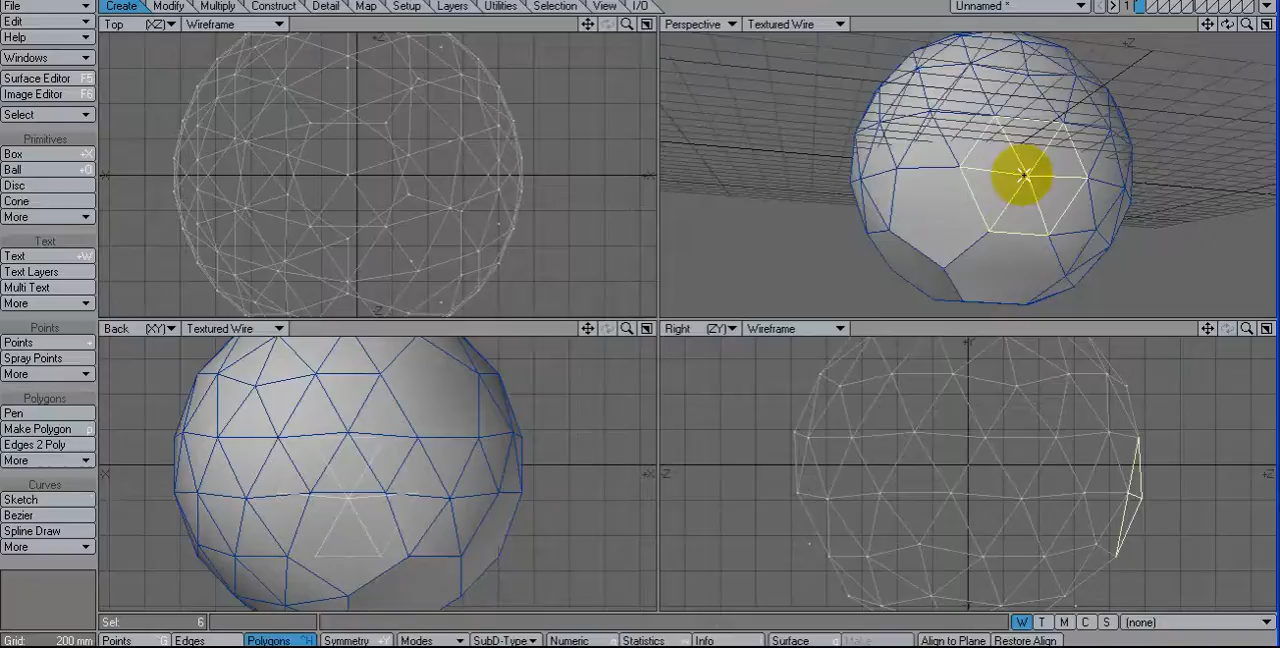 File Create Modify Multiply Construct Detail Map Setup Layers Utilities Selection View I/O Unnamed * 1
Edit Top (XZ) Wireframe Perspective Textured Wire
Help
Windows
Surface Editor F5
Image Editor F6
Select
Primitives
Box +X
Ball +O
Disc
Cone
More
Text
Text +W
Text Layers
Multi Text
More
Points Back (XY) Textured Wire Right (ZY) Wireframe
Points +
Spray Points
More
Polygons
Pen
Make Polygon p
Edges 2 Poly
More
Curves
Sketch
Bezier
Spline Draw
More
Sel: 6 W T M C S (none)
Grid: 200 mm Points ^G Edges Polygons ^H Symmetry +Y Modes SubD-Type Numeric Statistics Info Surface q Make Align to Plane Restore Align